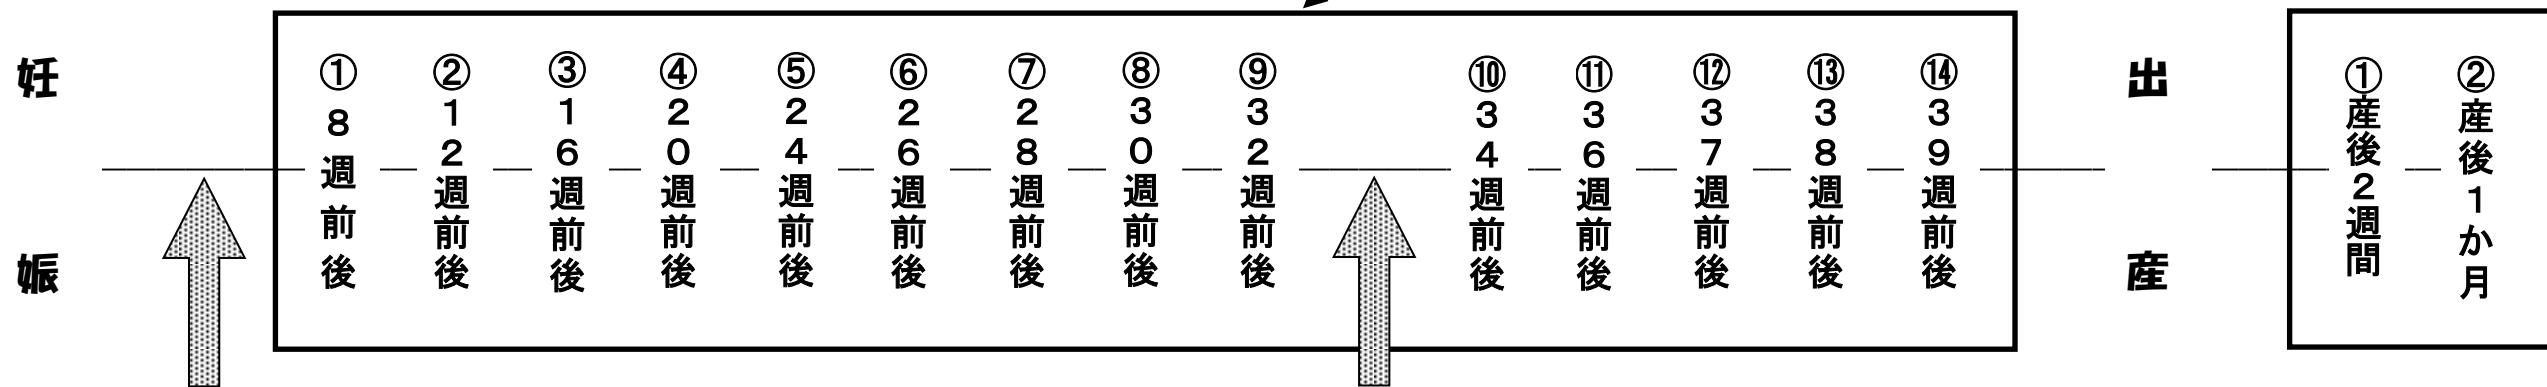 妊娠
①8週前後
②12週前後
③16週前後
④20週前後
⑤24週前後
⑥26週前後
⑦28週前後
⑧30週前後
⑨32週前後
⑩34週前後
⑪36週前後
⑫37週前後
⑬38週前後
⑭39週前後
出産
①産後2週間
②産後1か月